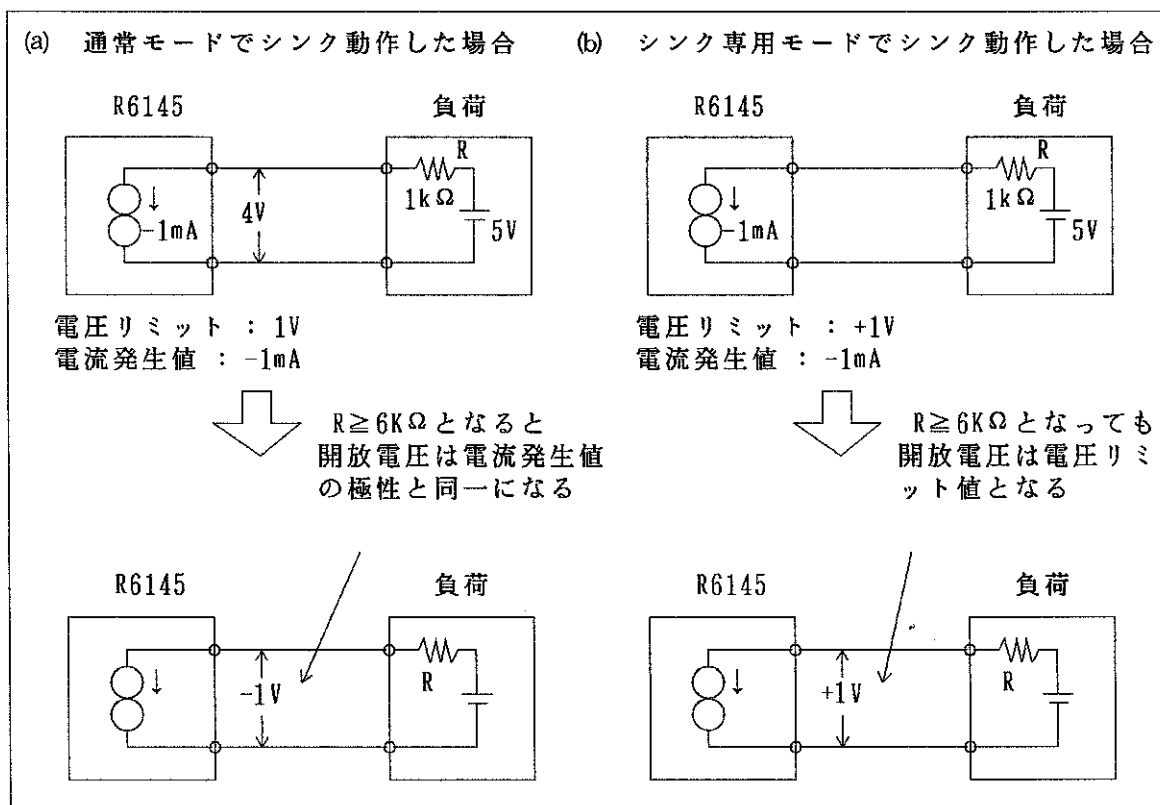 (a) 通常モードでシンク動作した場合
R6145
負荷
R
1kΩ
4V
↓
-1mA
5V
電圧リミット : 1V
電流発生値 : -1mA
R≧6KΩとなると
開放電圧は電流発生値
の極性と同一になる
R6145
負荷
↓
-1V
R
(b) シンク専用モードでシンク動作した場合
R6145
負荷
R
1kΩ
↓
-1mA
5V
電圧リミット : +1V
電流発生値 : -1mA
R≧6KΩとなっても
開放電圧は電圧リミ
ット値となる
R6145
負荷
↓
+1V
R